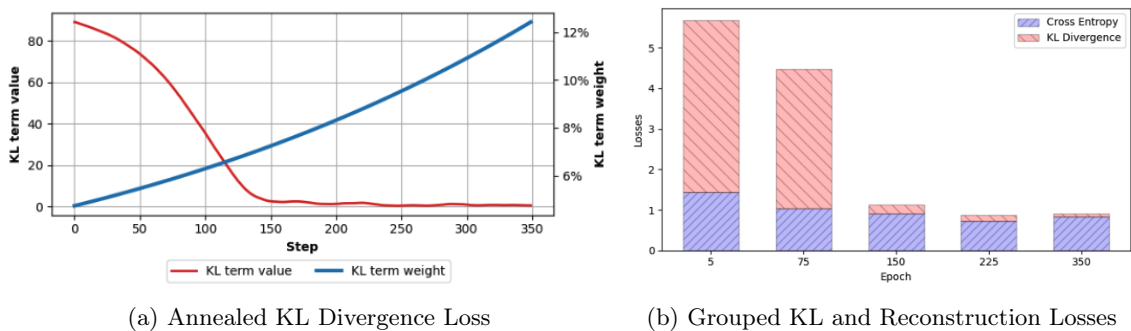 80
60
40
20
0
KL term value
12%
10%
8%
6%
KL term weight
0 50 100 150 200 250 300 350
Step
KL term value KL term weight
(a) Annealed KL Divergence Loss
Cross Entropy
KL Divergence
5
4
3
2
1
0
Losses
5 75 150 225 350
Epoch
(b) Grouped KL and Reconstruction Losses